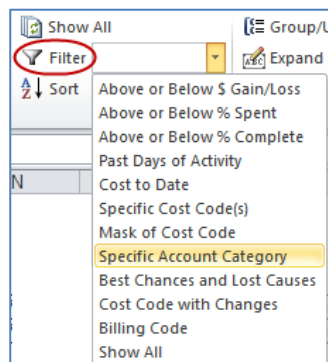 Show All
Group/U
Filter
Expand
Sort
Above or Below $ Gain/Loss
Above or Below % Spent
Above or Below % Complete
Past Days of Activity
Cost to Date
N
Specific Cost Code(s)
Mask of Cost Code
Specific Account Category
Best Chances and Lost Causes
Cost Code with Changes
Billing Code
Show All